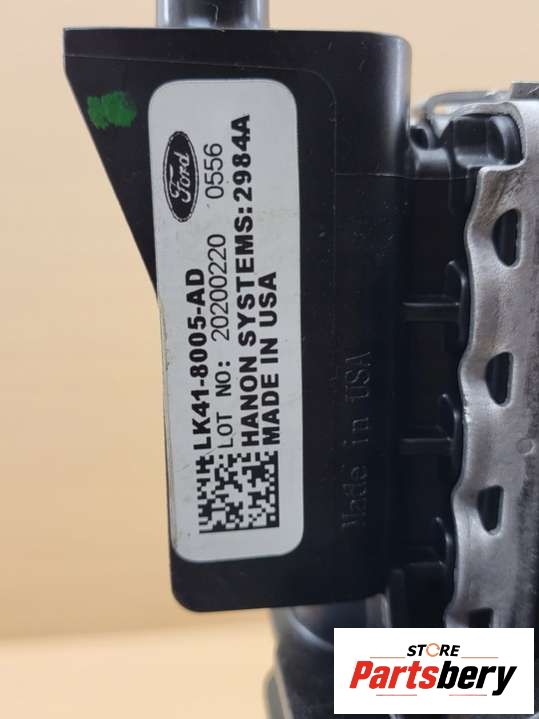 Ford
LK41-8005-AD
LOT NO: 20200220 0556
HANON SYSTEMS: 2984A
MADE IN USA
Made in USA
STORE
Partsbery